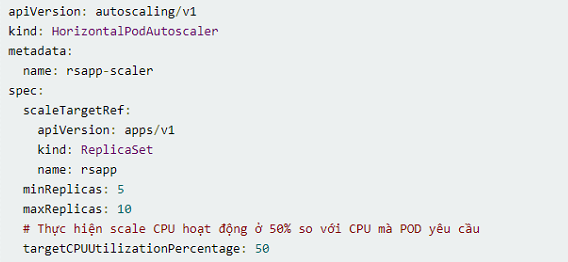 apiVersion: autoscaling/v1
kind: HorizontalPodAutoscaler
metadata:
  name: rsapp-scaler
spec:
  scaleTargetRef:
    apiVersion: apps/v1
    kind: ReplicaSet
    name: rsapp
  minReplicas: 5
  maxReplicas: 10
  # Thực hiện scale CPU hoạt động ở 50% so với CPU mà POD yêu cầu
  targetCPUUtilizationPercentage: 50